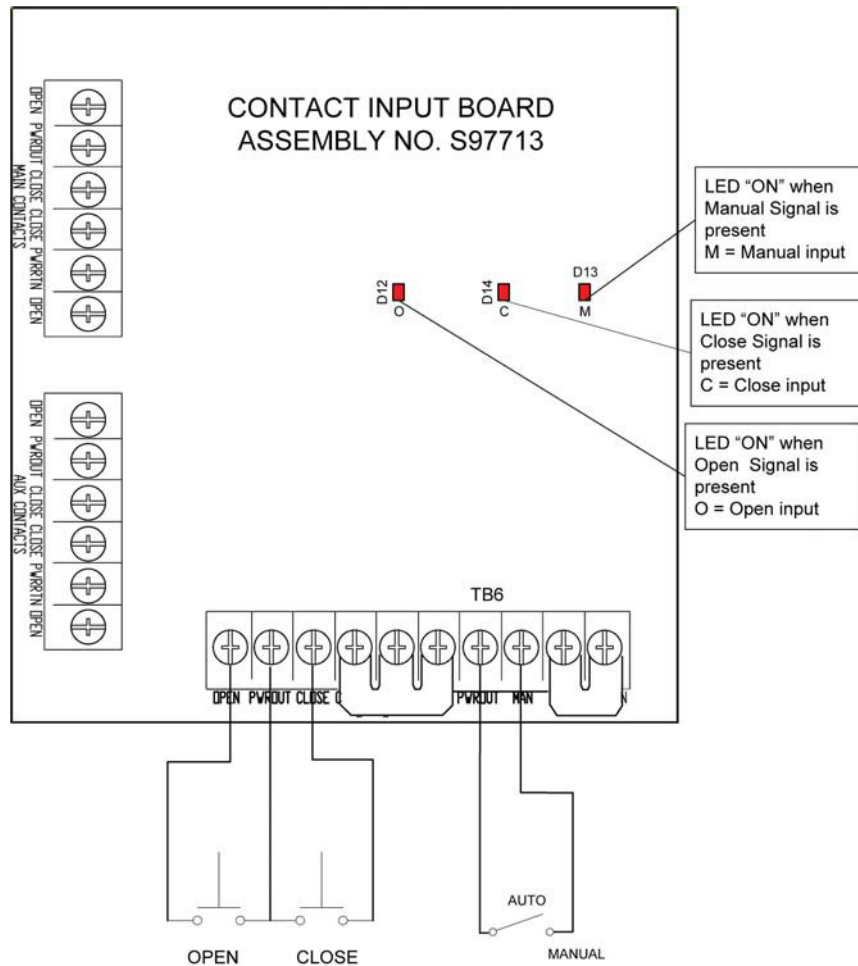 CONTACT INPUT BOARD
ASSEMBLY NO. S97713
OPEN
PWROUT
CLOSE
CLOSE
PWRRTN
OPEN
MAIN CONTACTS
D12
O
D14
C
D13
M
LED “ON” when
Manual Signal is
present
M = Manual input
LED “ON” when
Close Signal is
present
C = Close input
LED “ON” when
Open Signal is
present
O = Open input
OPEN
PWROUT
CLOSE
CLOSE
PWRRTN
OPEN
AUX CONTACTS
TB6
OPEN PWROUT CLOSE PWROUT MAN
OPEN
CLOSE
AUTO
MANUAL